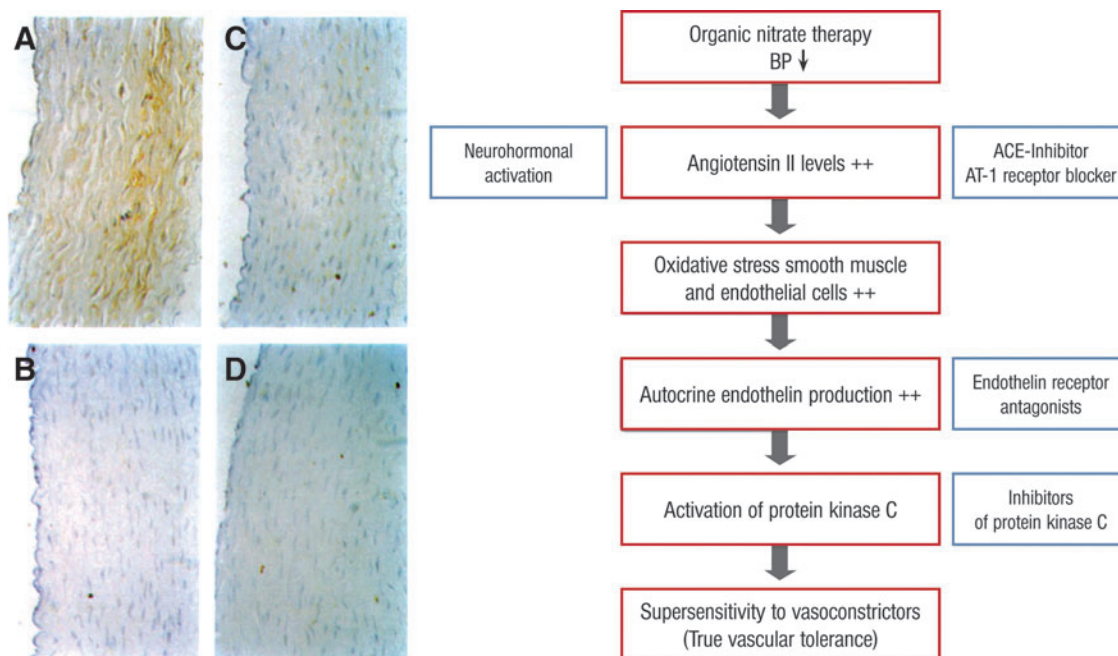 A
C
B
D
Organic nitrate therapy
BP ↓
Neurohormonal
activation
Angiotensin II levels ++
ACE-Inhibitor
AT-1 receptor blocker
Oxidative stress smooth muscle
and endothelial cells ++
Autocrine endothelin production ++
Endothelin receptor
antagonists
Activation of protein kinase C
Inhibitors
of protein kinase C
Supersensitivity to vasoconstrictors
(True vascular tolerance)